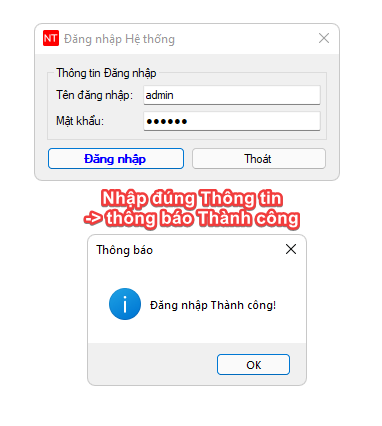 NT Đăng nhập Hệ thống
Thông tin Đăng nhập
Tên đăng nhập: admin
Mật khẩu: ●●●●●●
Đăng nhập Thoát
Nhập đúng Thông tin
-> thông báo Thành công
Thông báo
i Đăng nhập Thành công!
OK